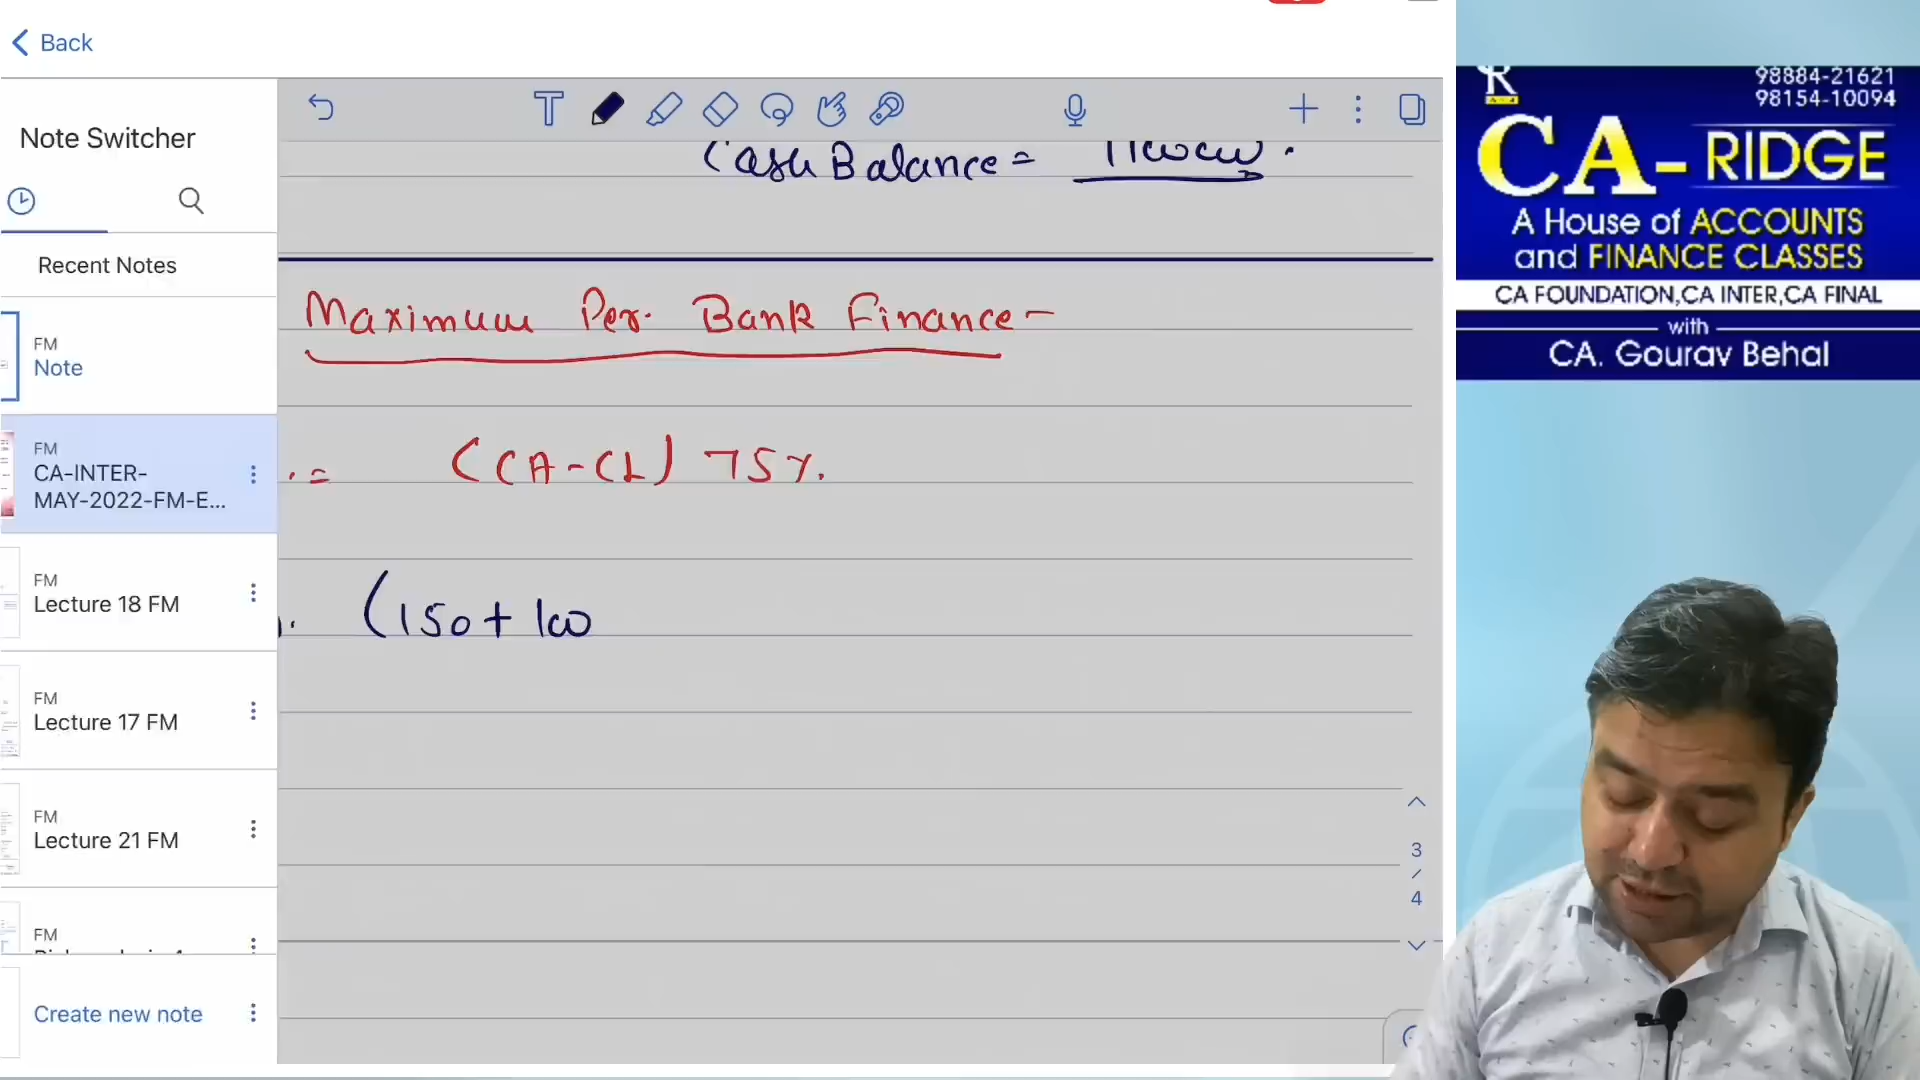 Back
Note Switcher
Recent Notes
FM
Note
FM
CA-INTER-
MAY-2022-FM-E...
FM
Lecture 18 FM
FM
Lecture 17 FM
FM
Lecture 21 FM
FM
Create new note
T
Cash Balance =
Maximum Per. Bank Finance -
. = (CA-CL) 75%.
(150+100
3
/
4
R
98884-21621
98154-10094
CA-RIDGE
A House of ACCOUNTS
and FINANCE CLASSES
CA FOUNDATION,CA INTER,CA FINAL
with
CA. Gourav Behal